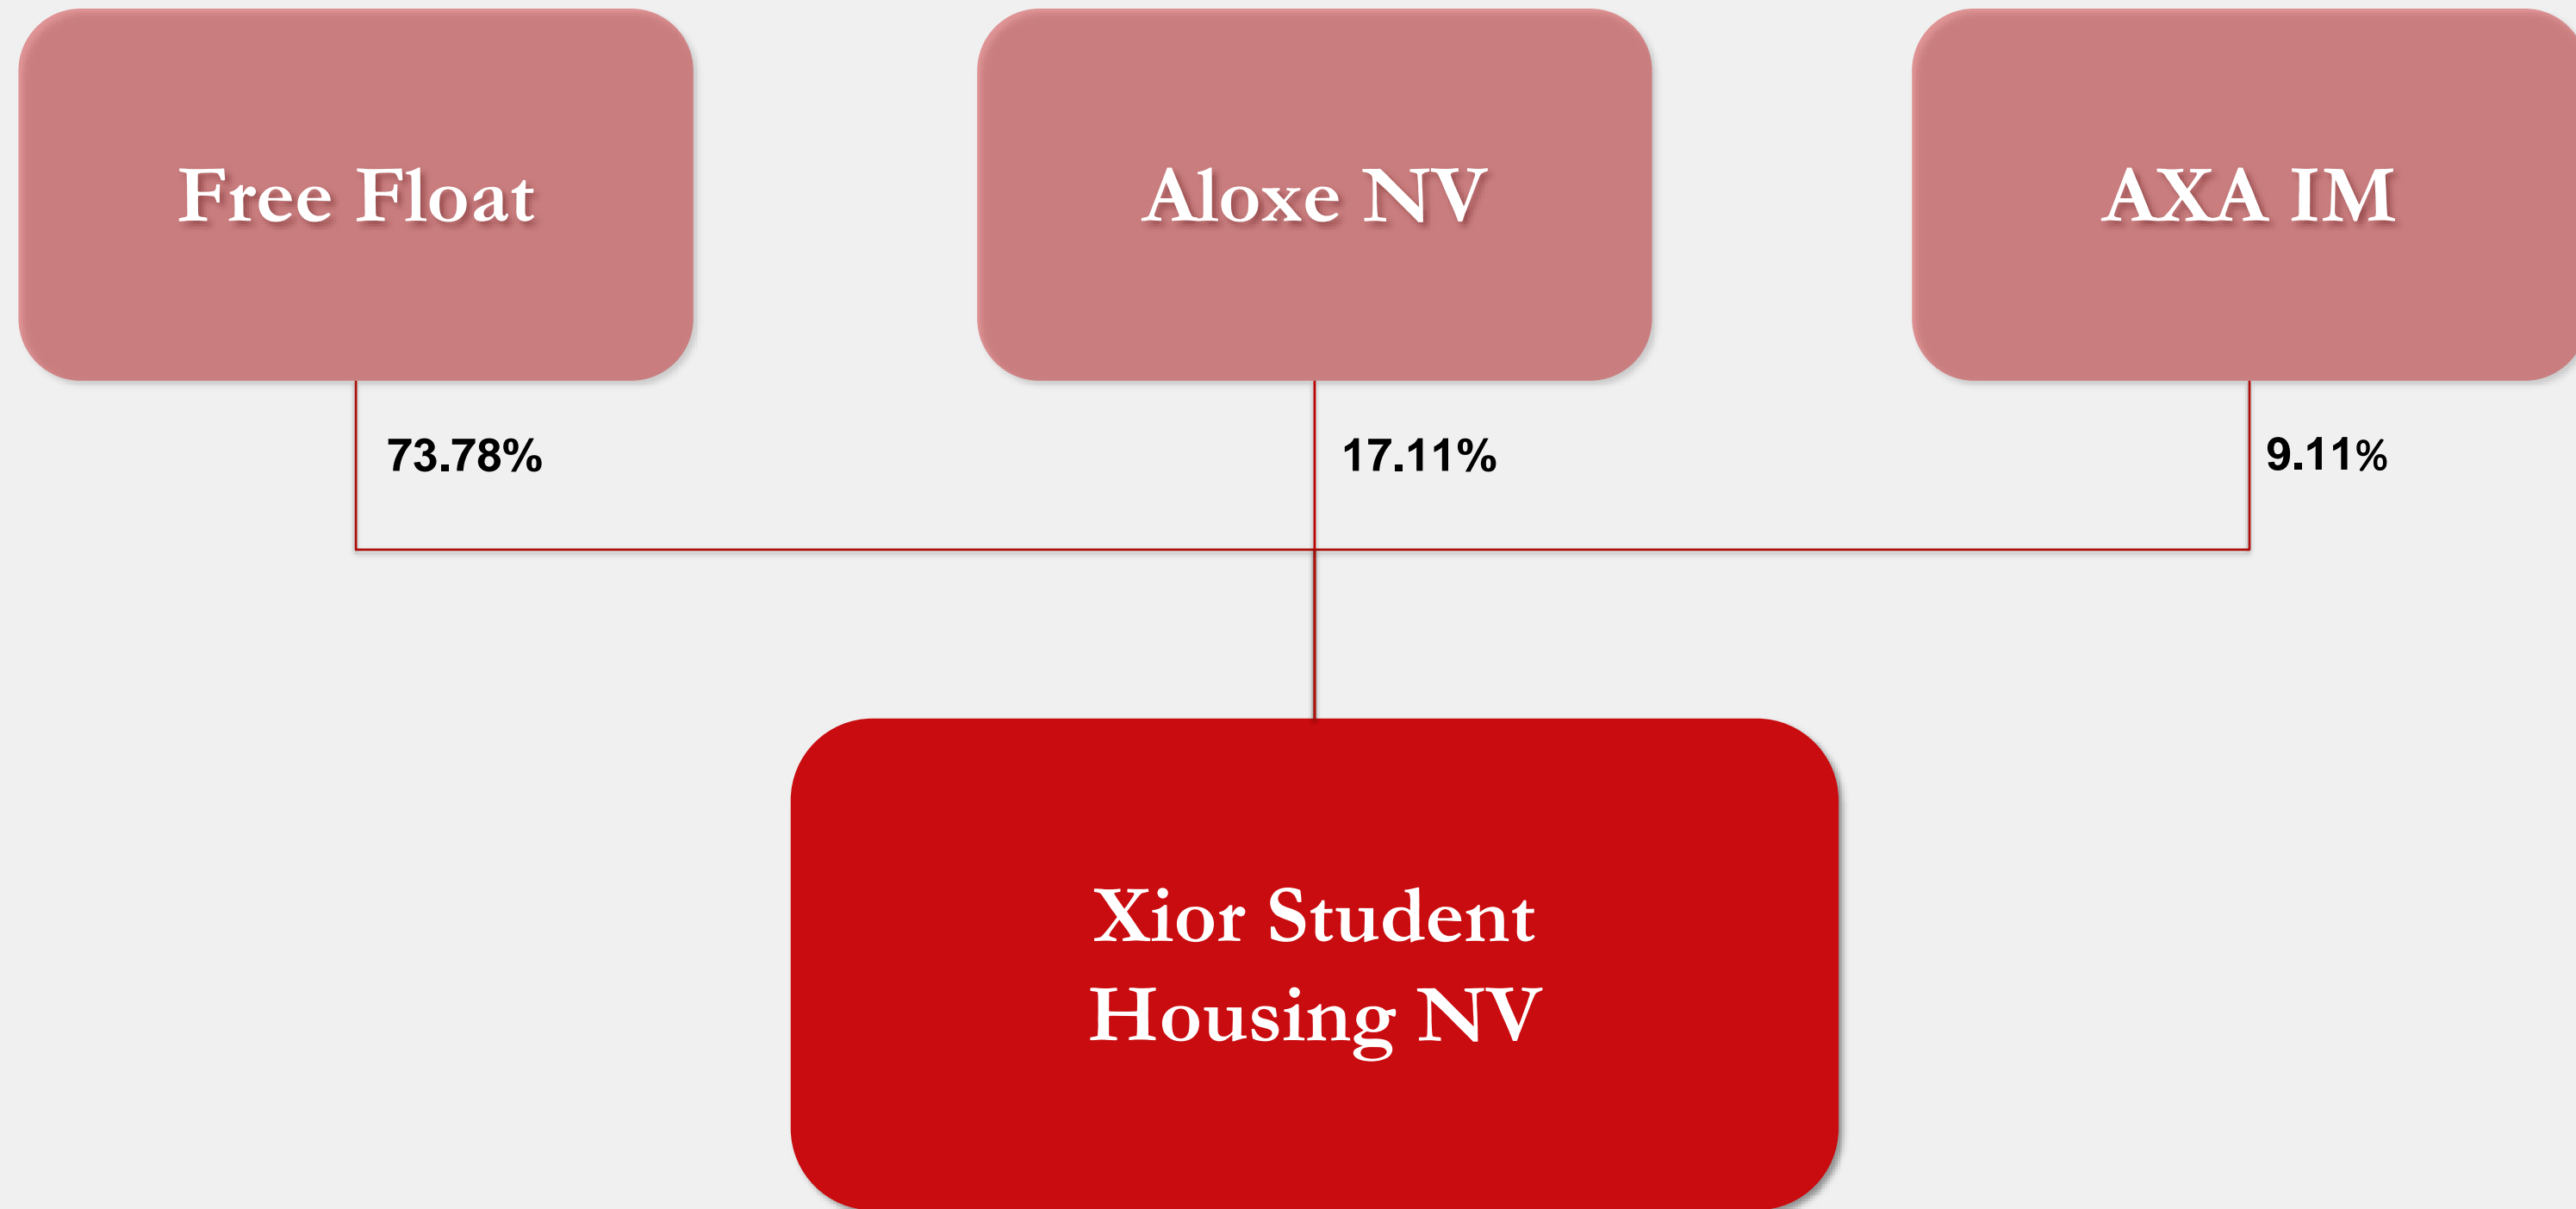 Free Float
Aloxe NV
AXA IM
73.78%
17.11%
9.11%
Xior Student
Housing NV